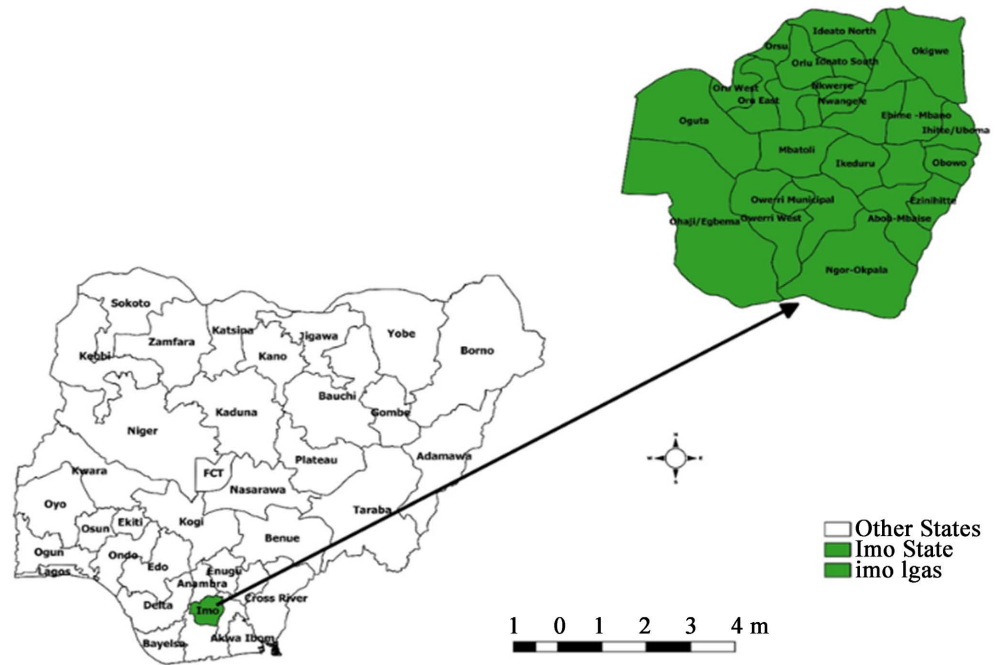 Ideato North
Orsu
Okigwe
Orlu
Ideato South
Oru West
Nkwerre
Oru East
Nwangele
Oguta
Ehime -Mbano
Ihitte/Uboma
Mbatoli
Ikeduru
Obowo
Owerri Municipal
Ezinihitte
Ohaji/Egbema
Owerri West
Aboh-Mbaise
Ngor-Okpala
Sokoto
Katsina
Jigawa
Yobe
Zamfara
Kebbi
Kano
Borno
Bauchi
Kaduna
Gombe
Niger
Adamawa
Plateau
Kwara
FCT
Nasarawa
Oyo
Taraba
Kogi
Osun
Ekiti
Benue
Ogun
Ondo
Edo
Lagos
Enugu
Anambra
Cross River
Delta
Imo
Akwa Ibom
Bayelsa
N
W
E
S
Other States
Imo State
imo lgas
1 0 1 2 3 4 m